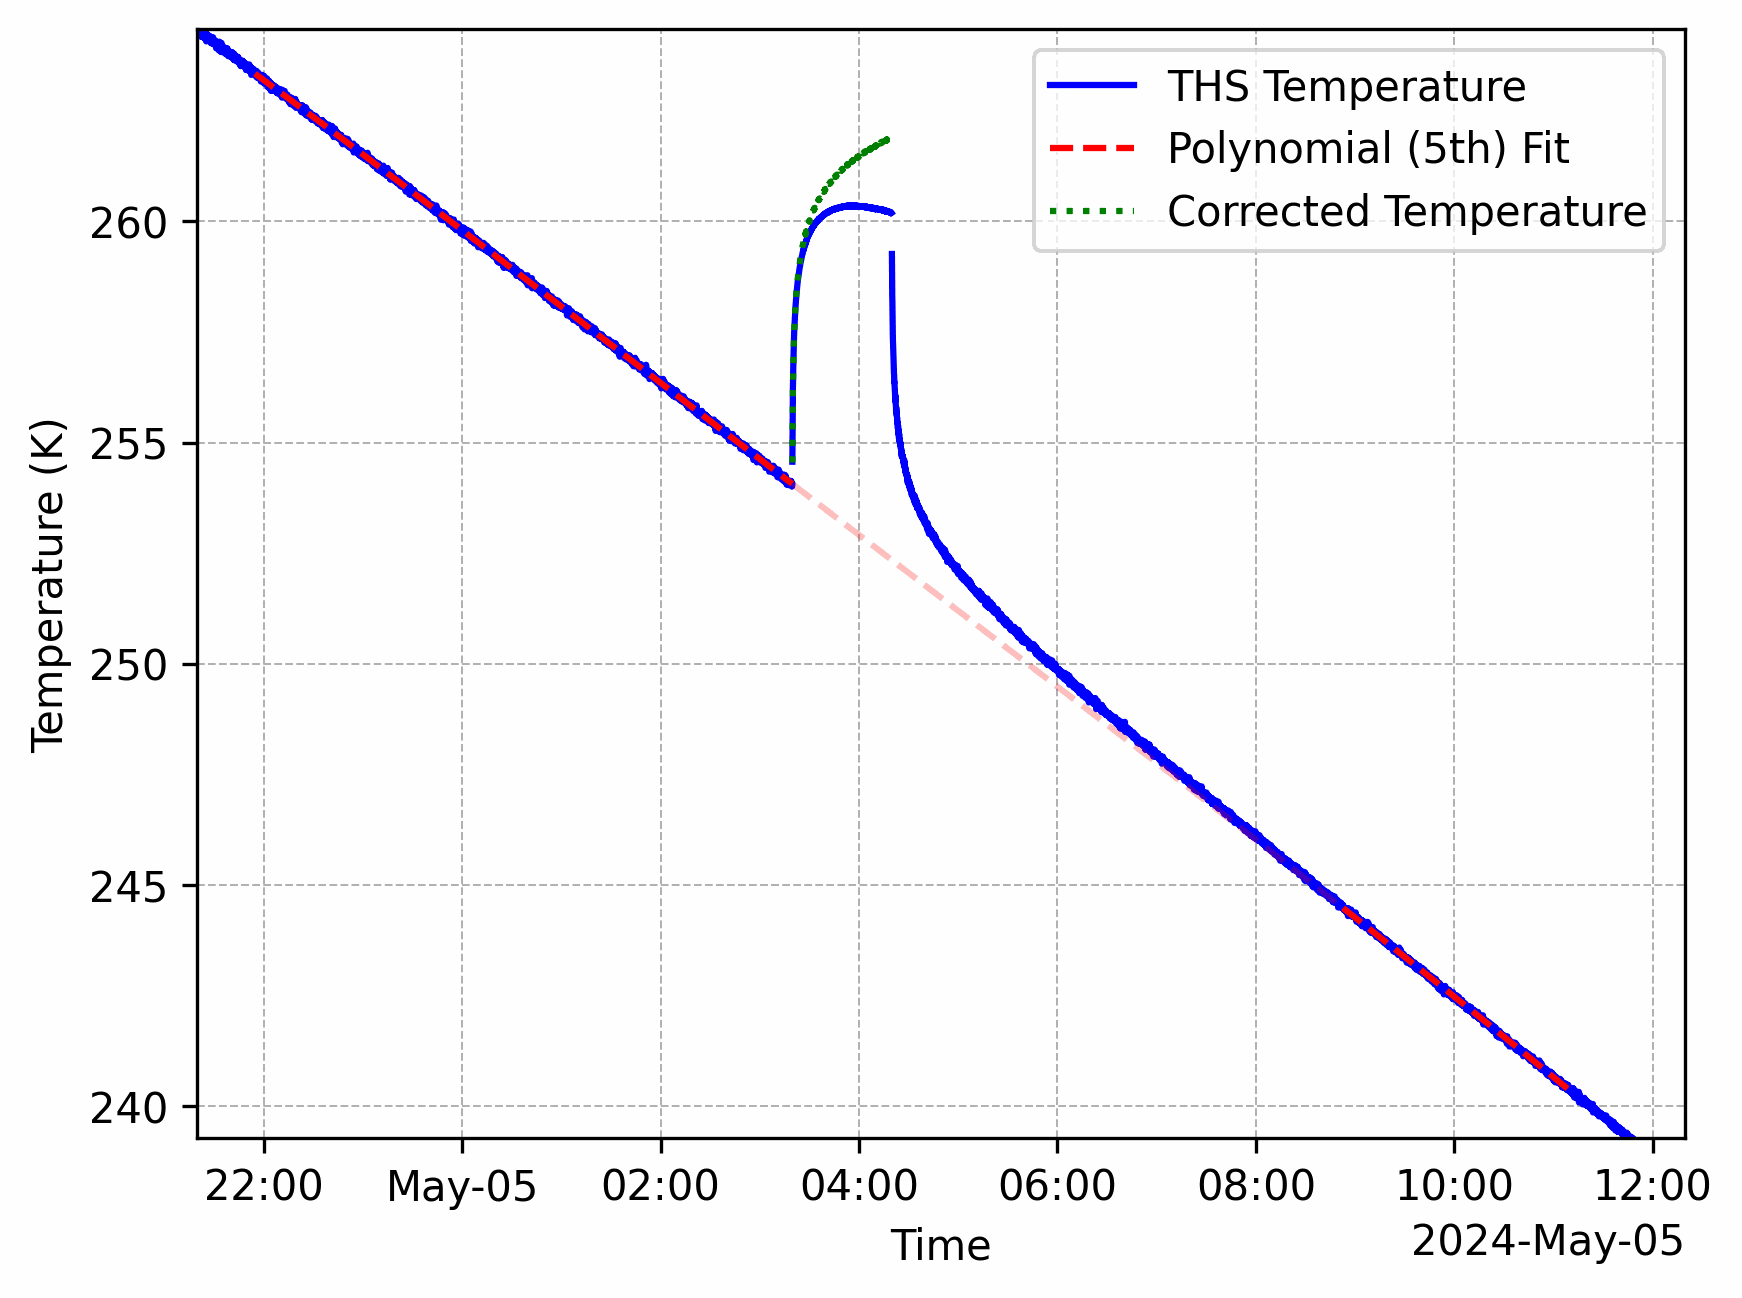 THS Temperature
Polynomial (5th) Fit
Corrected Temperature
Temperature (K)
260
255
250
245
240
22:00 May-05 02:00 04:00 06:00 08:00 10:00 12:00
Time
2024-May-05